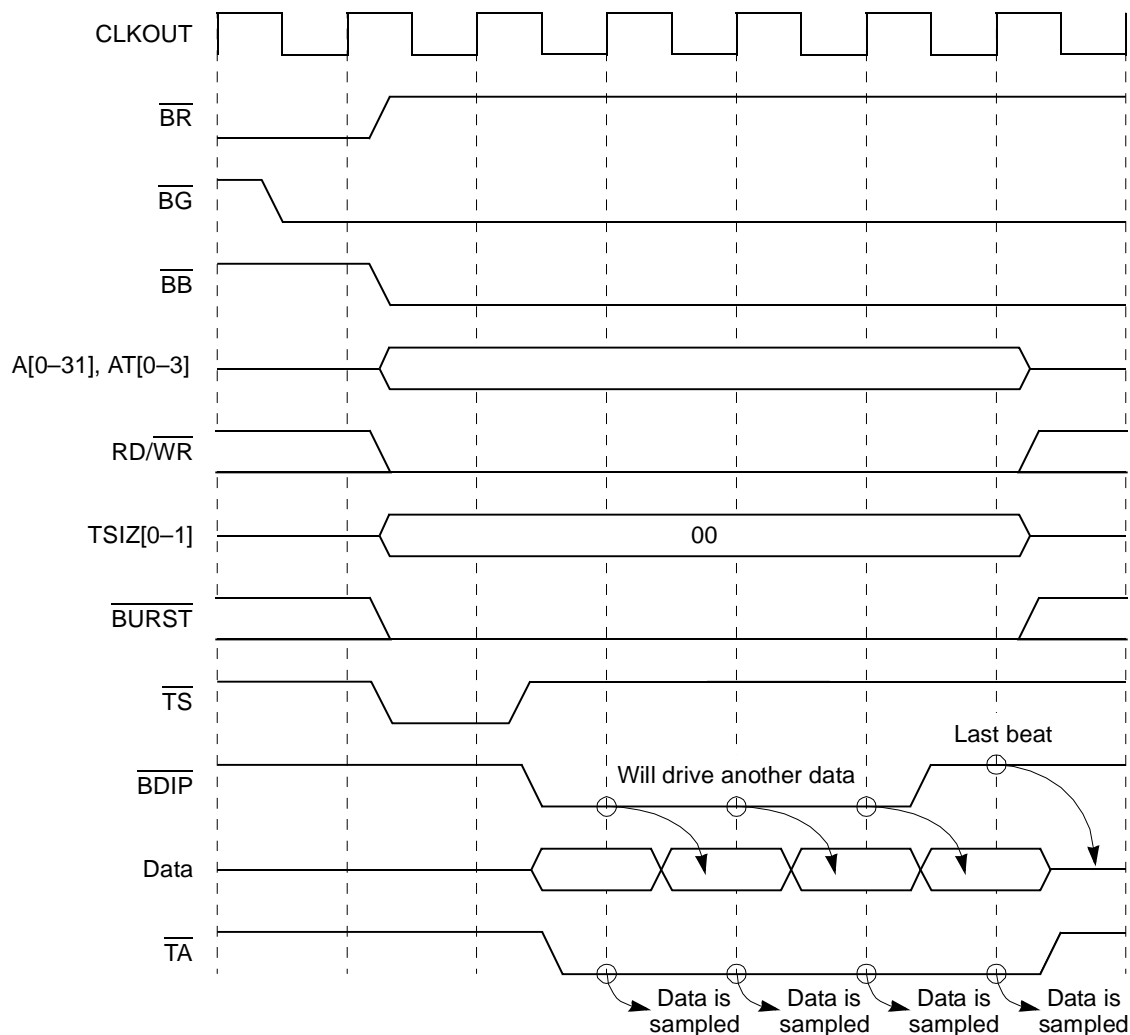 CLKOUT
BR
BG
BB
A[0–31], AT[0–3]
RD/WR
TSIZ[0–1]
00
BURST
TS
Last beat
BDIP
Will drive another data
Data
TA
Data is
sampled
Data is
sampled
Data is
sampled
Data is
sampled